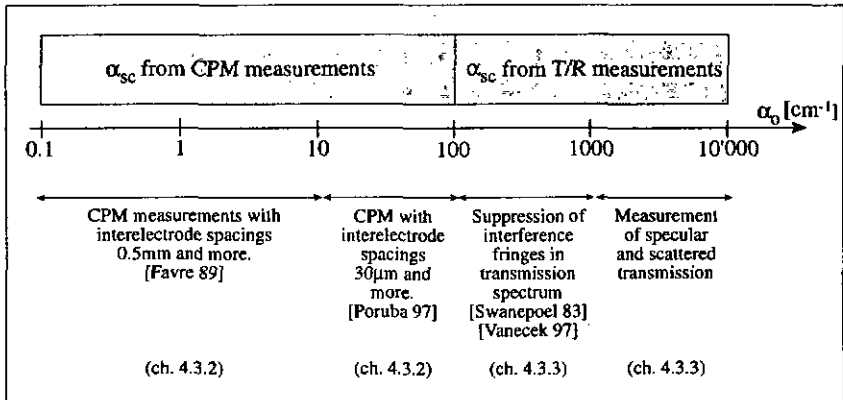 α_sc from CPM measurements
α_sc from T/R measurements
α_o [cm⁻¹]
0.1
1
10
100
1000
10'000
CPM measurements with
interelectrode spacings
0.5mm and more.
[Favre 89]
(ch. 4.3.2)
CPM with
interelectrode
spacings
30µm and
more.
[Poruba 97]
(ch. 4.3.2)
Suppression of
interference
fringes in
transmission
spectrum
[Swanepoel 83]
[Vanecek 97]
(ch. 4.3.3)
Measurement
of specular
and scattered
transmission
(ch. 4.3.3)